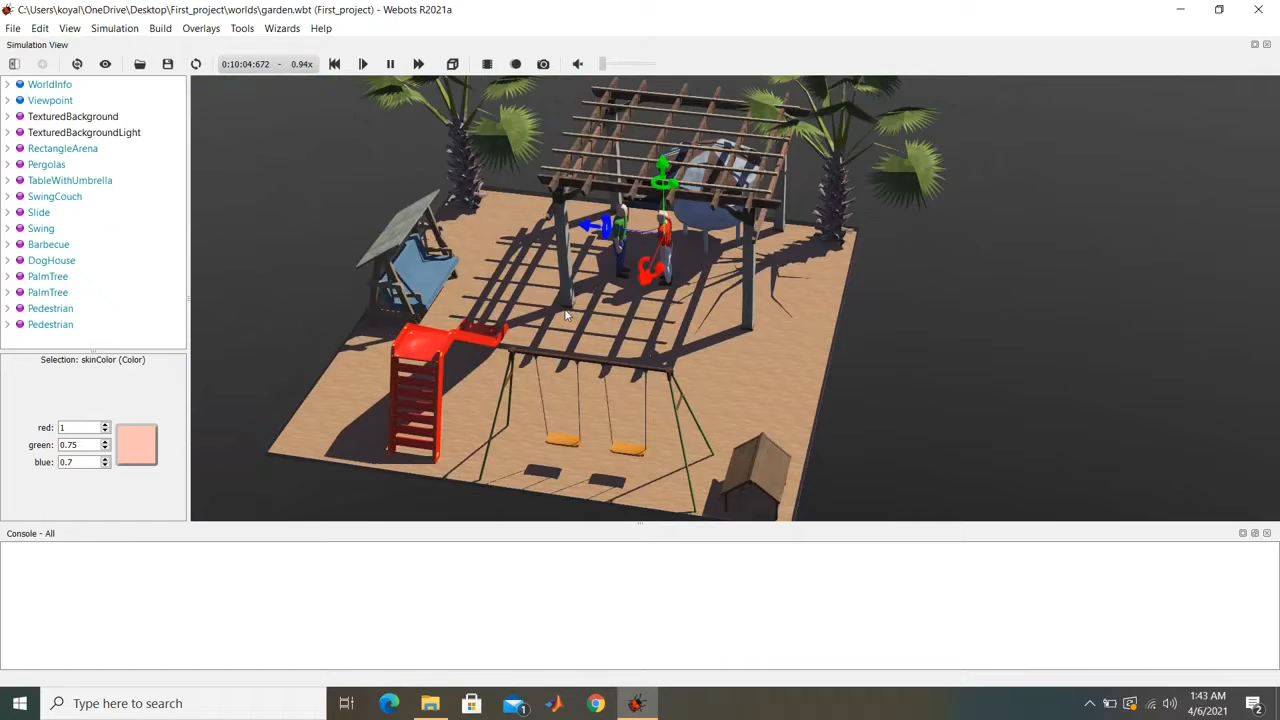 C:\Users\koyal\OneDrive\Desktop\First_project\worlds\garden.wbt (First_project) - Webots R2021a
File Edit View Simulation Build Overlays Tools Wizards Help
Simulation View
0:10:04:672 - 0.94x
WorldInfo
Viewpoint
TexturedBackground
TexturedBackgroundLight
RectangleArena
Pergolas
TableWithUmbrella
SwingCouch
Slide
Swing
Barbecue
DogHouse
PalmTree
PalmTree
Pedestrian
Pedestrian
Selection: skinColor (Color)
red: 1
green: 0.75
blue: 0.7
Console - All
Type here to search
1
1:43 AM
4/6/2021
2